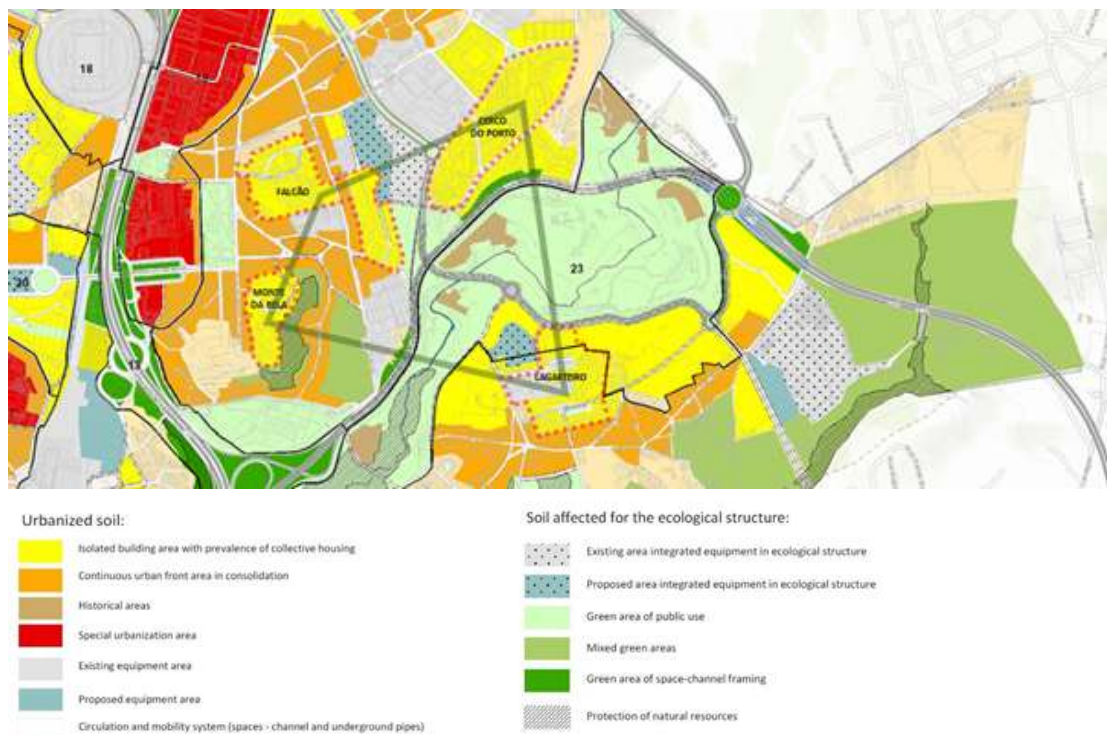 18
CERCO
DO PORTO
FALCÃO
23
20
MONTE
DA BELA
13
LAGARTEIRO
Urbanized soil:
Isolated building area with prevalence of collective housing
Continuous urban front area in consolidation
Historical areas
Special urbanization area
Existing equipment area
Proposed equipment area
Circulation and mobility system (spaces - channel and underground pipes)
Soil affected for the ecological structure:
Existing area integrated equipment in ecological structure
Proposed area integrated equipment in ecological structure
Green area of public use
Mixed green areas
Green area of space-channel framing
Protection of natural resources